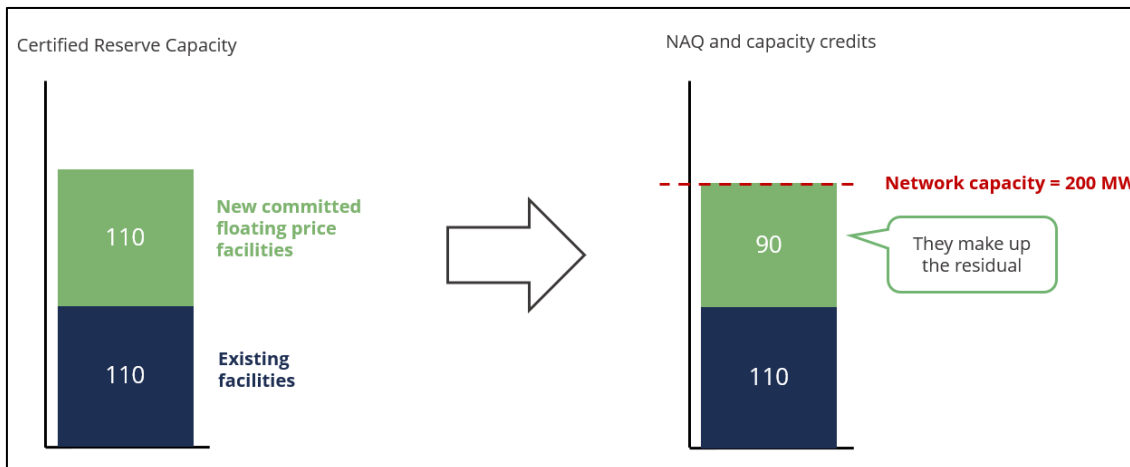 Certified Reserve Capacity
110
New committed
floating price
facilities
110
Existing
facilities
NAQ and capacity credits
Network capacity = 200 MW
90
They make up
the residual
110